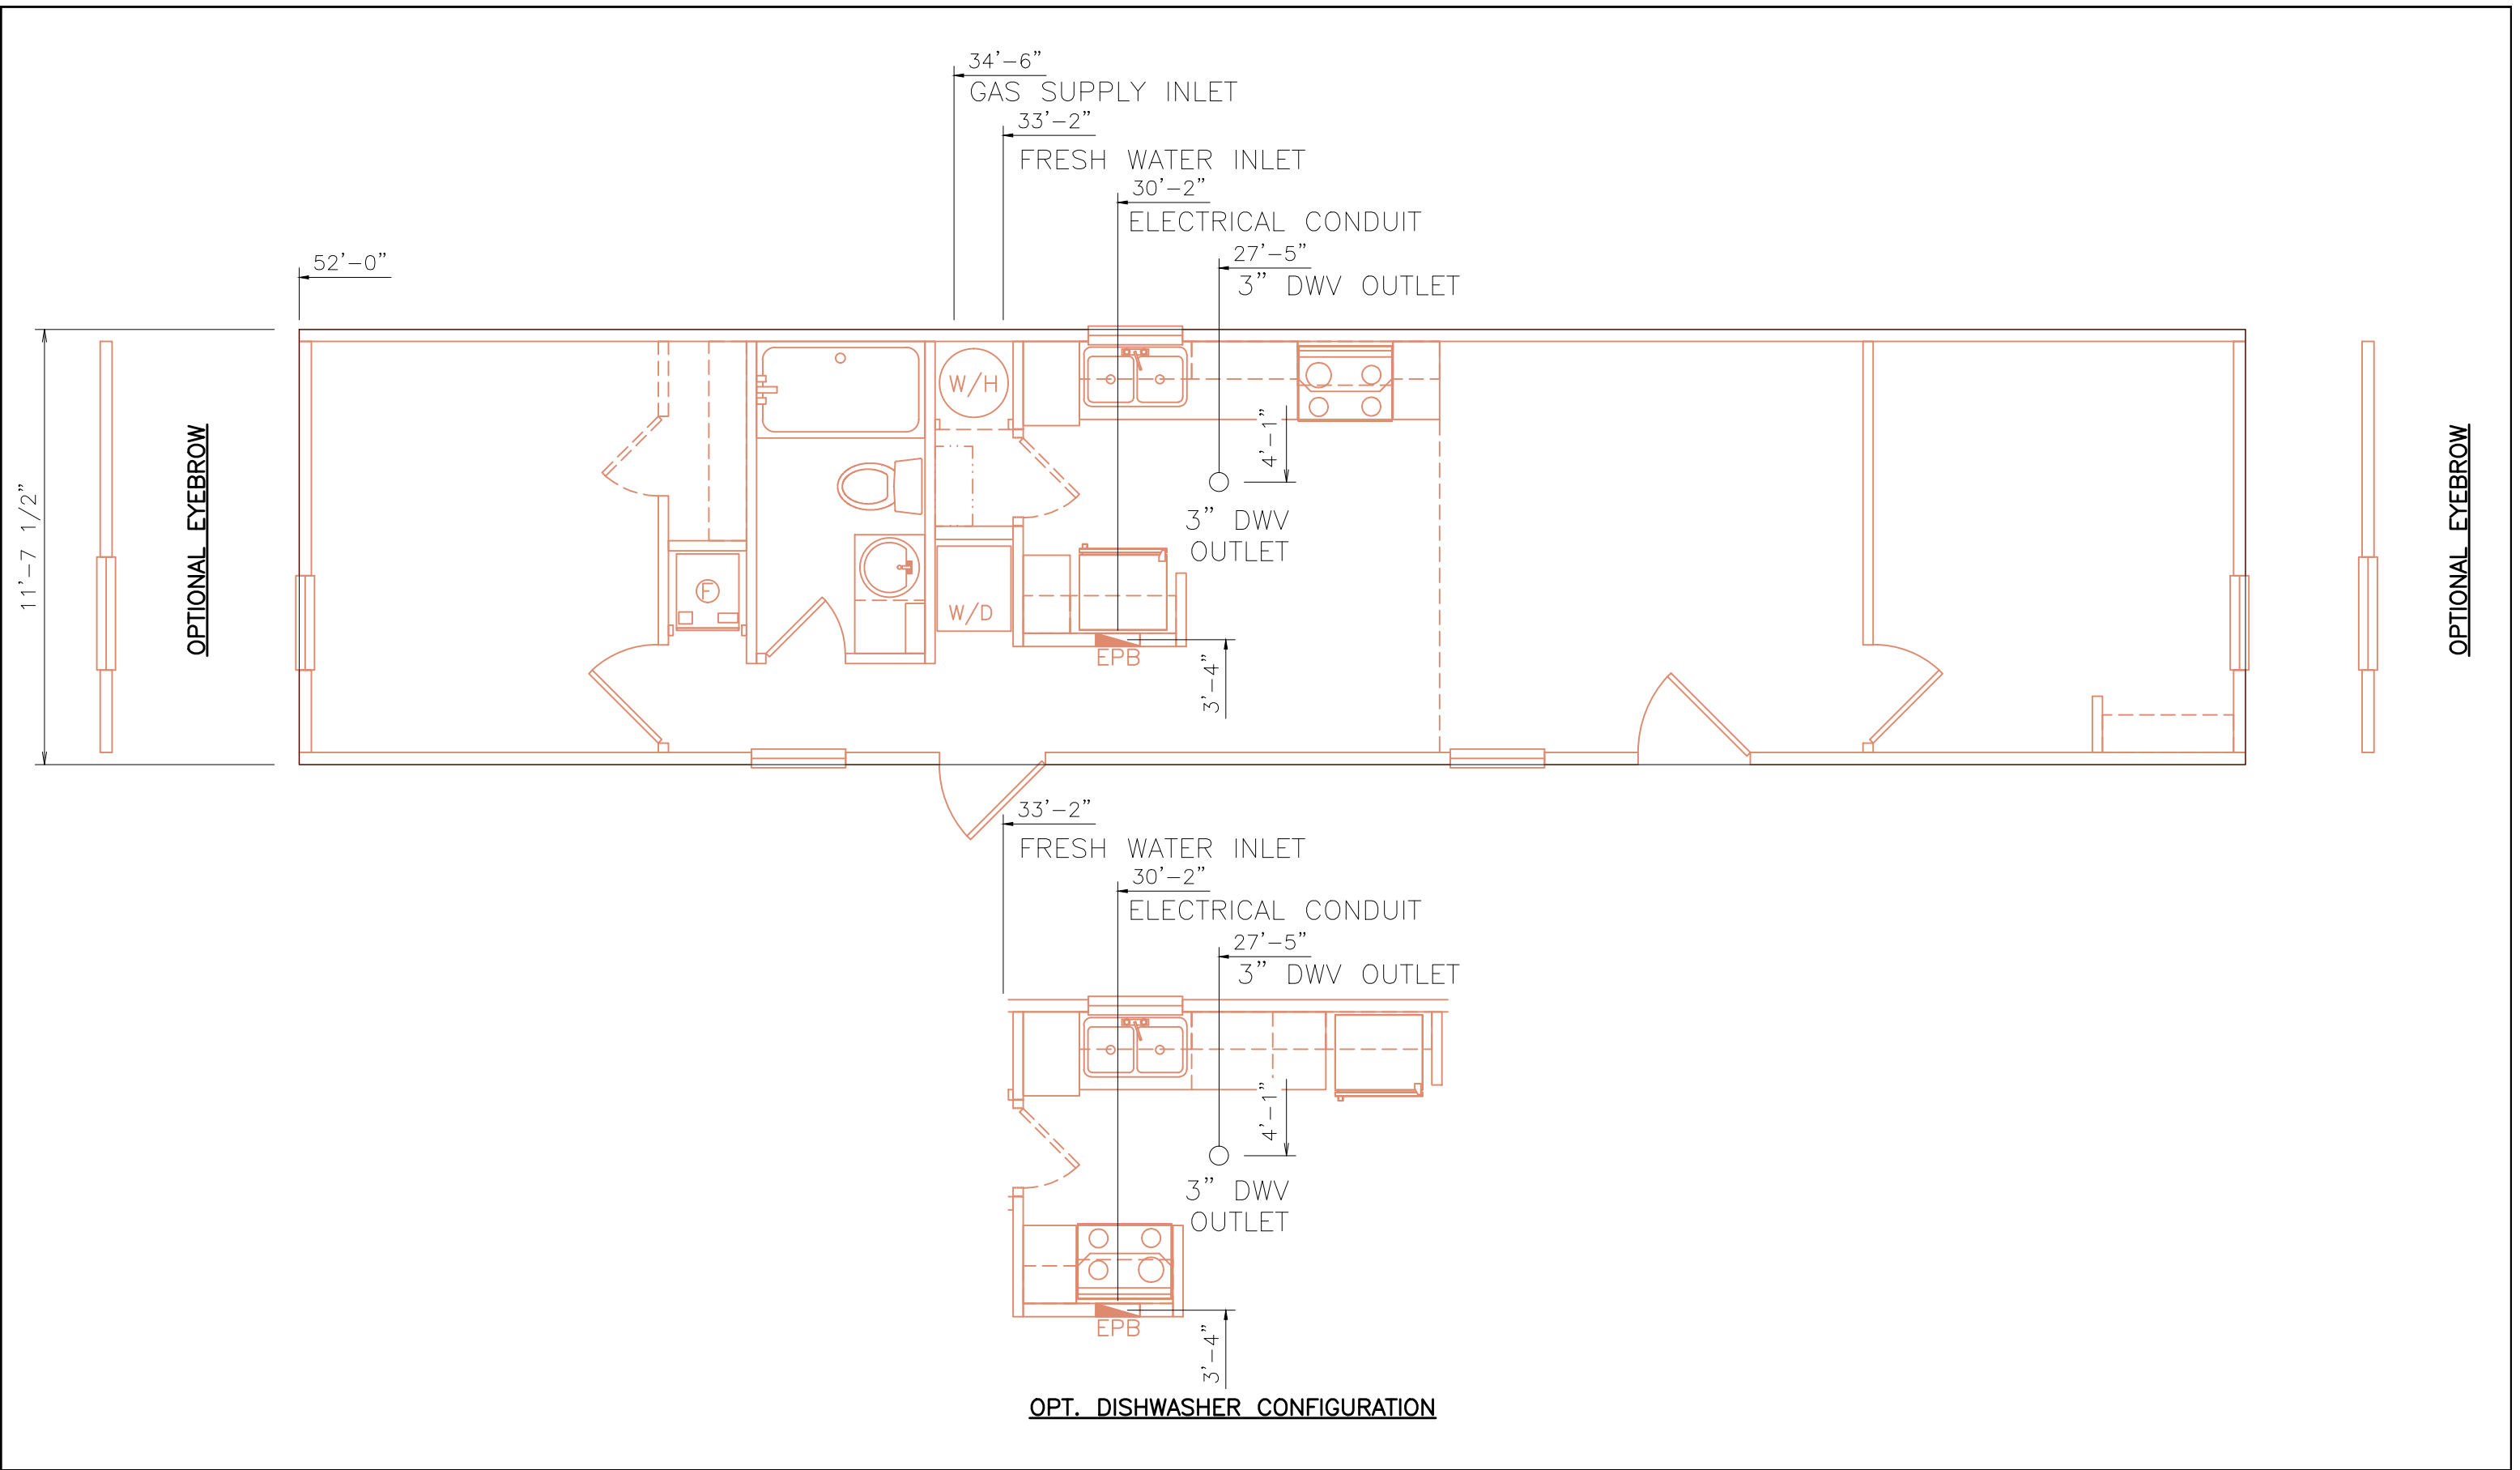 34'-6"
GAS SUPPLY INLET
33'-2"
FRESH WATER INLET
30'-2"
ELECTRICAL CONDUIT
27'-5"
3" DWV OUTLET
52'-0"
11'-7 1/2"
OPTIONAL EYEBROW
W/H
4'-1"
3" DWV
OUTLET
F
W/D
EPB
3'-4"
OPTIONAL EYEBROW
33'-2"
FRESH WATER INLET
30'-2"
ELECTRICAL CONDUIT
27'-5"
3" DWV OUTLET
4'-1"
3" DWV
OUTLET
EPB
3'-4"
OPT. DISHWASHER CONFIGURATION